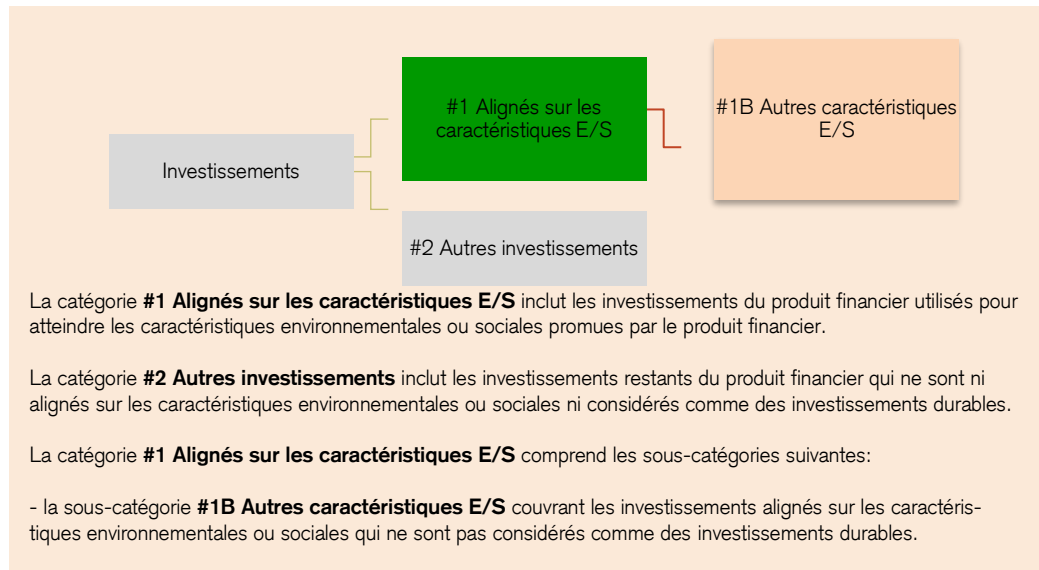 #1 Alignés sur les
caractéristiques E/S
#1B Autres caractéristiques
E/S
Investissements
#2 Autres investissements
La catégorie #1 Alignés sur les caractéristiques E/S inclut les investissements du produit financier utilisés pour
atteindre les caractéristiques environnementales ou sociales promues par le produit financier.
La catégorie #2 Autres investissements inclut les investissements restants du produit financier qui ne sont ni
alignés sur les caractéristiques environnementales ou sociales ni considérés comme des investissements durables.
La catégorie #1 Alignés sur les caractéristiques E/S comprend les sous-catégories suivantes:
- la sous-catégorie #1B Autres caractéristiques E/S couvrant les investissements alignés sur les caractéris-
tiques environnementales ou sociales qui ne sont pas considérés comme des investissements durables.